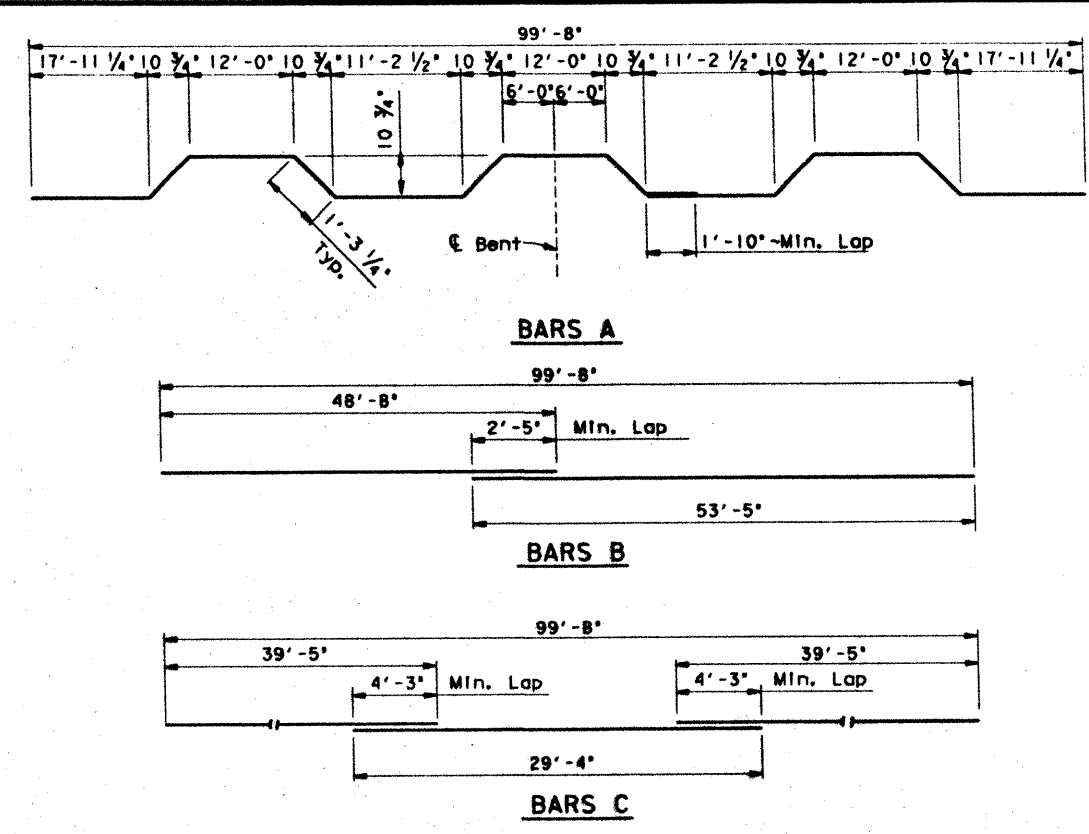 99'-8"
17'-11 1/4" 10 3/4" 12'-0" 10 3/4" 11'-2 1/2" 10 3/4" 12'-0" 10 3/4" 11'-2 1/2" 10 3/4" 12'-0" 10 3/4" 17'-11 1/4"
6'-0" 6'-0"
10 3/4"
1'-3 1/4"
Typ.
℄ Bent
1'-10" ~Min. Lap
BARS A
99'-8"
48'-8"
2'-5" Min. Lap
53'-5"
BARS B
99'-8"
39'-5" 39'-5"
4'-3" Min. Lap 4'-3" Min. Lap
29'-4"
BARS C